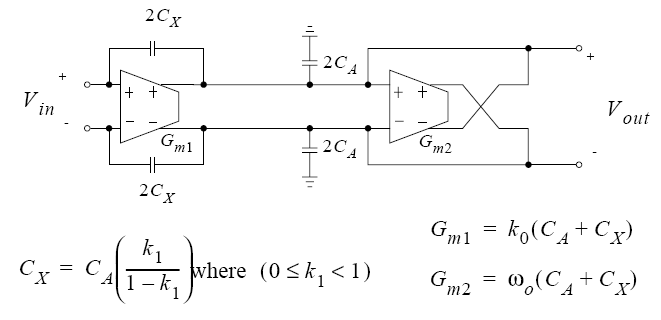 2C_X
+
V_in
-
+ +
- -
G_m1
2C_X
2C_A
2C_A
+ +
- -
G_m2
+
V_out
-
G_m1 = k_0(C_A + C_X)
C_X = C_A(k_1 / 1 - k_1) where (0 ≤ k_1 < 1)
G_m2 = ω_o(C_A + C_X)